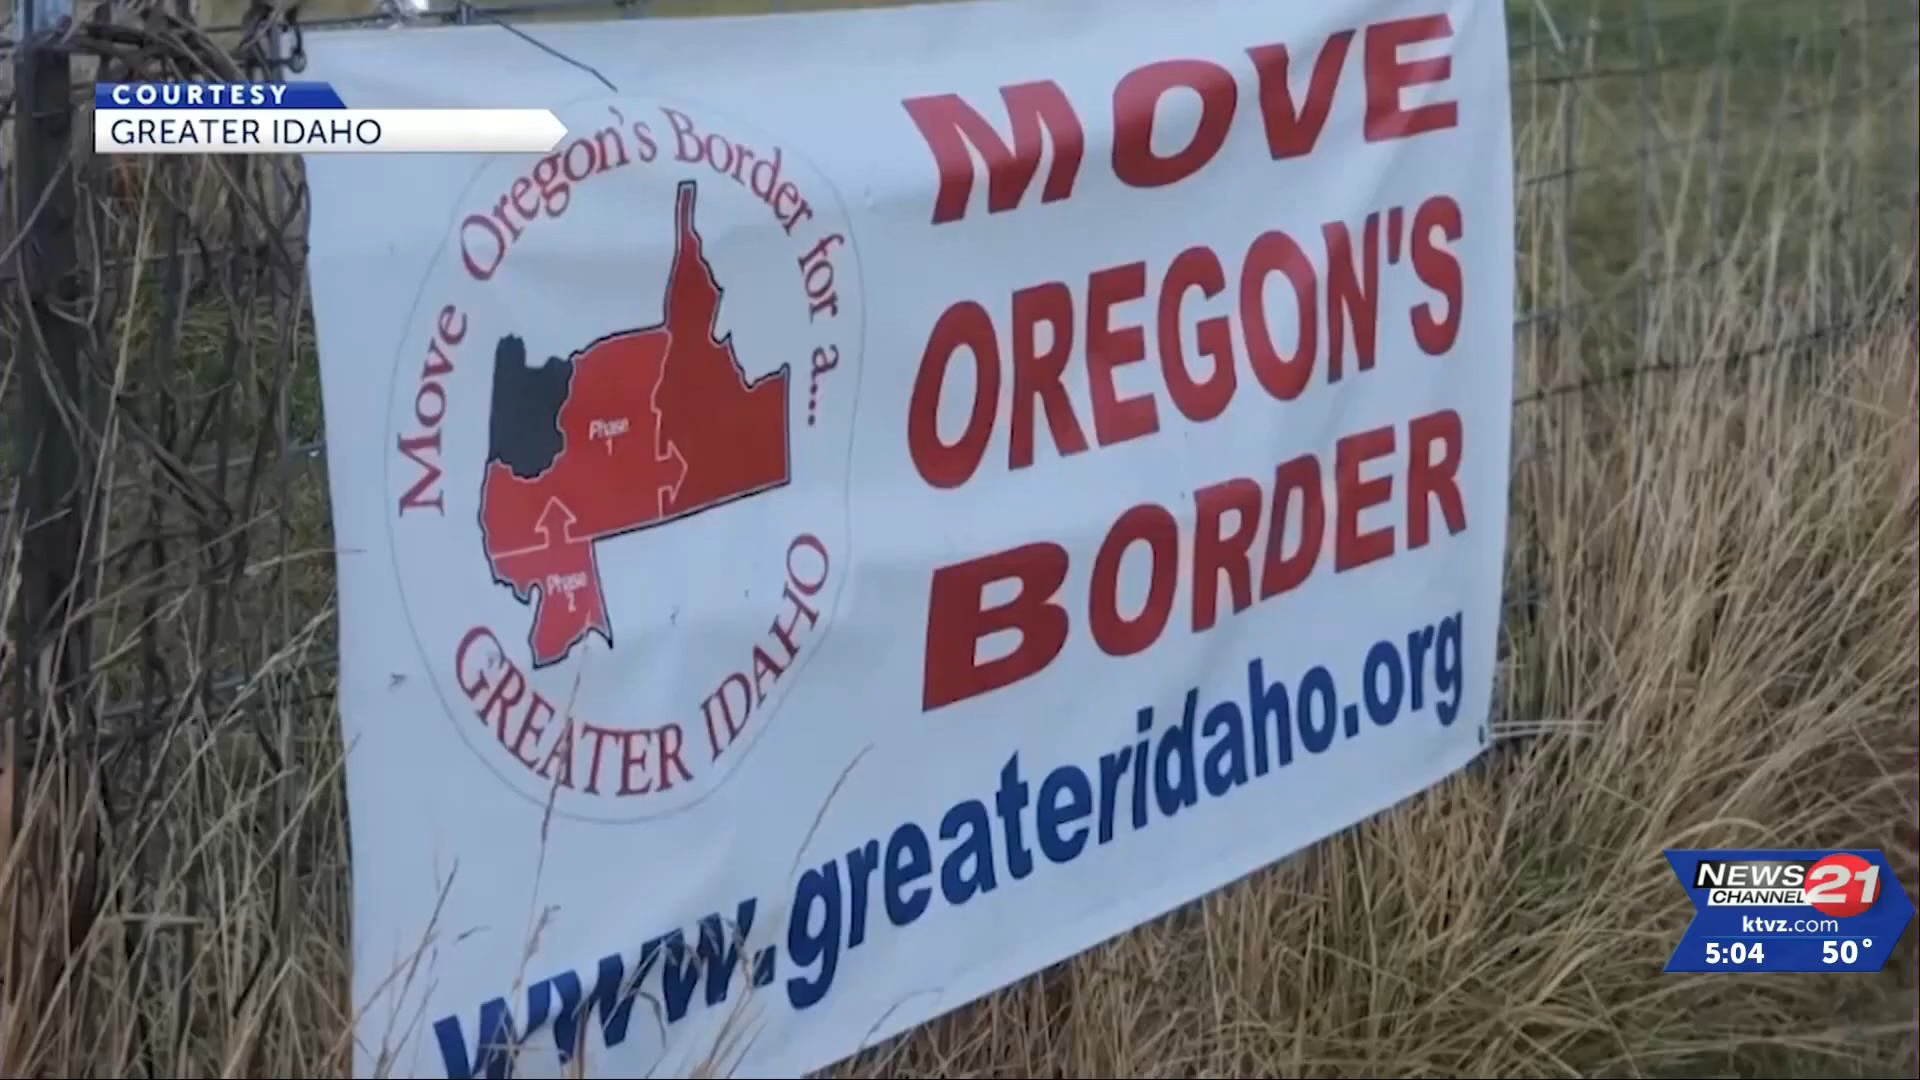 COURTESY
GREATER IDAHO
Move Oregon's Border for a...
Phase
1
Phase
2
GREATER IDAHO
MOVE
OREGON'S
BORDER
www.greateridaho.org
NEWS
CHANNEL
21
ktvz.com
5:04 50°